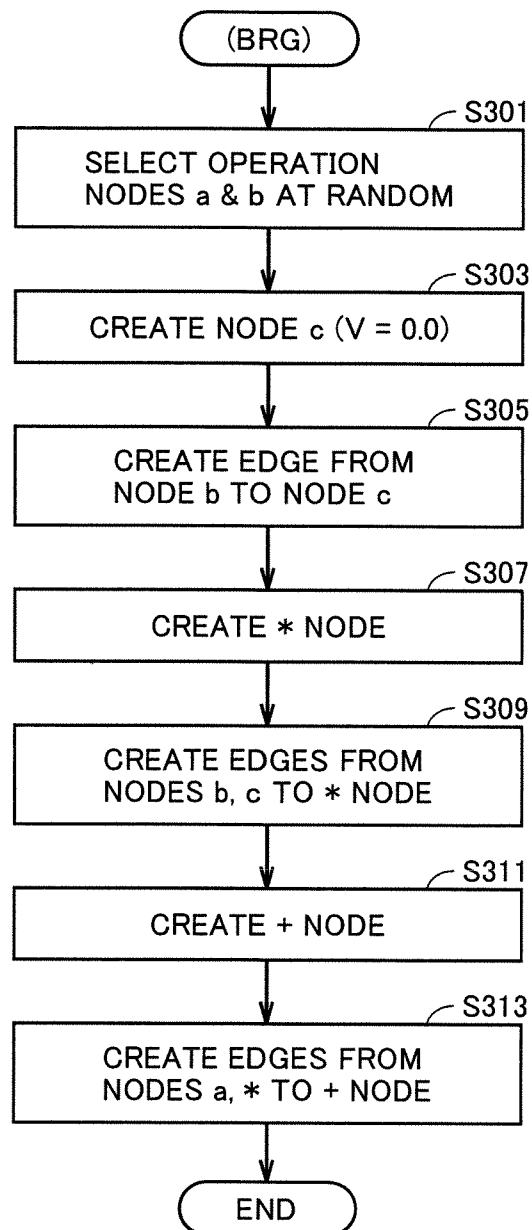 (BRG)
S301
SELECT OPERATION
NODES a & b AT RANDOM
S303
CREATE NODE c (V = 0.0)
S305
CREATE EDGE FROM
NODE b TO NODE c
S307
CREATE * NODE
S309
CREATE EDGES FROM
NODES b, c TO * NODE
S311
CREATE + NODE
S313
CREATE EDGES FROM
NODES a, * TO + NODE
END